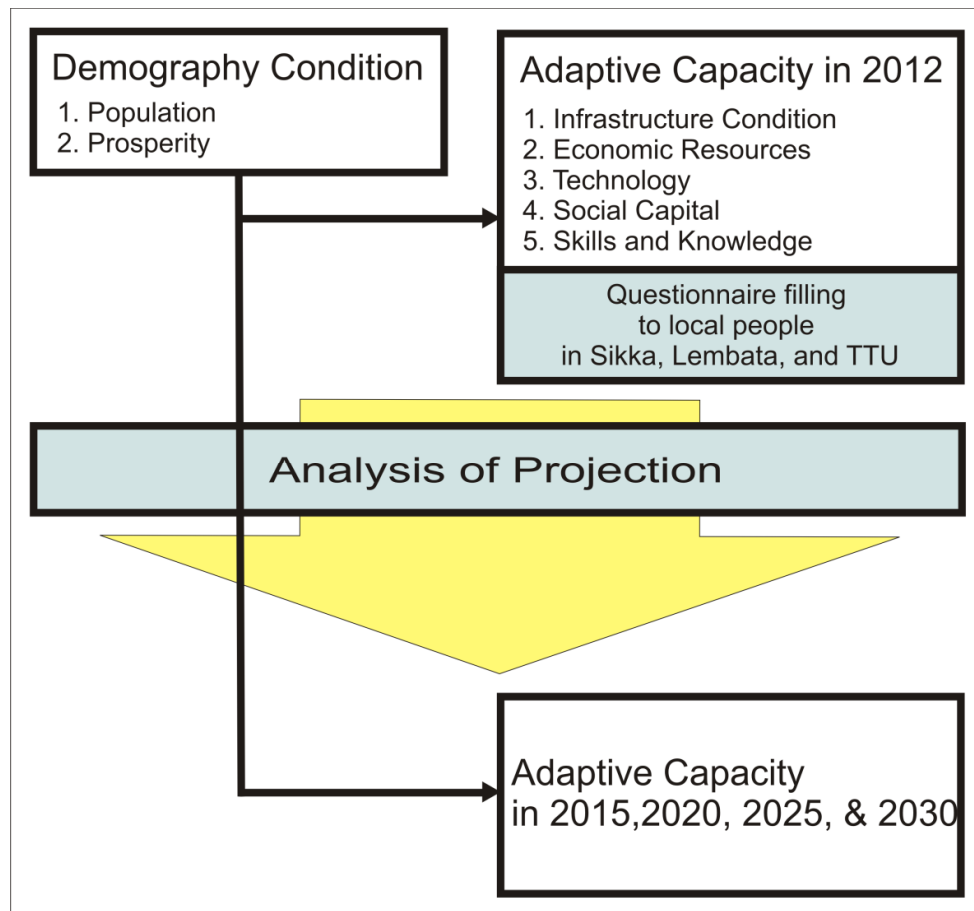 Demography Condition
1. Population
2. Prosperity
Adaptive Capacity in 2012
1. Infrastructure Condition
2. Economic Resources
3. Technology
4. Social Capital
5. Skills and Knowledge
Questionnaire filling
to local people
in Sikka, Lembata, and TTU
Analysis of Projection
Adaptive Capacity
in 2015,2020, 2025, & 2030